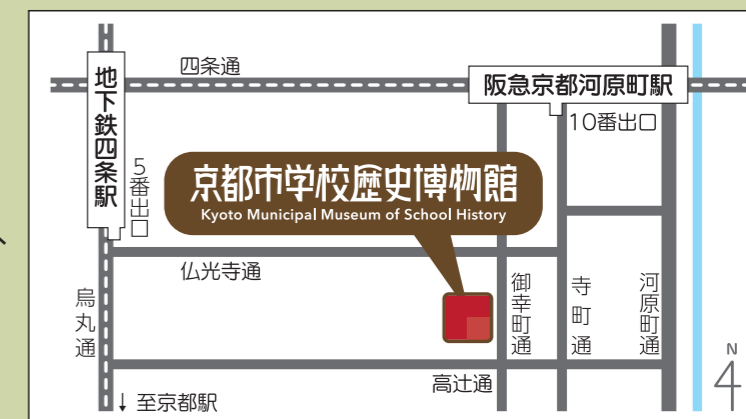 四条通
阪急京都河原町駅
地下鉄四条駅
10番出口
5番出口
京都市学校歴史博物館
Kyoto Municipal Museum of School History
仏光寺通
烏丸通
御幸町通
寺町通
河原町通
高辻通
↓至京都駅
N